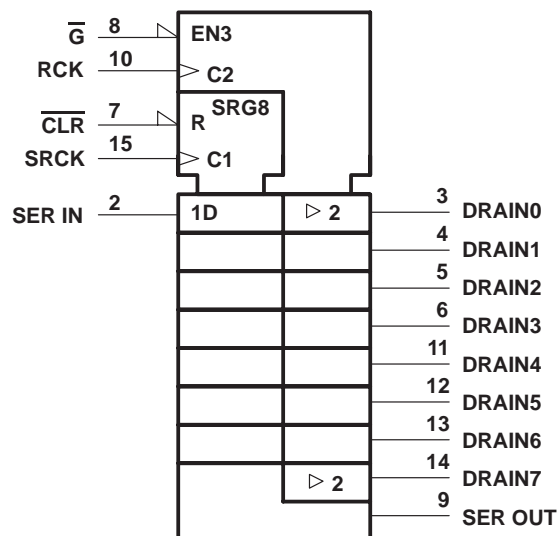 G 8 EN3
RCK 10 C2
SRG8
CLR 7 R
SRCK 15 C1
SER IN 2 1D 2 3 DRAIN0
4 DRAIN1
5 DRAIN2
6 DRAIN3
11 DRAIN4
12 DRAIN5
13 DRAIN6
2 14 DRAIN7
9 SER OUT